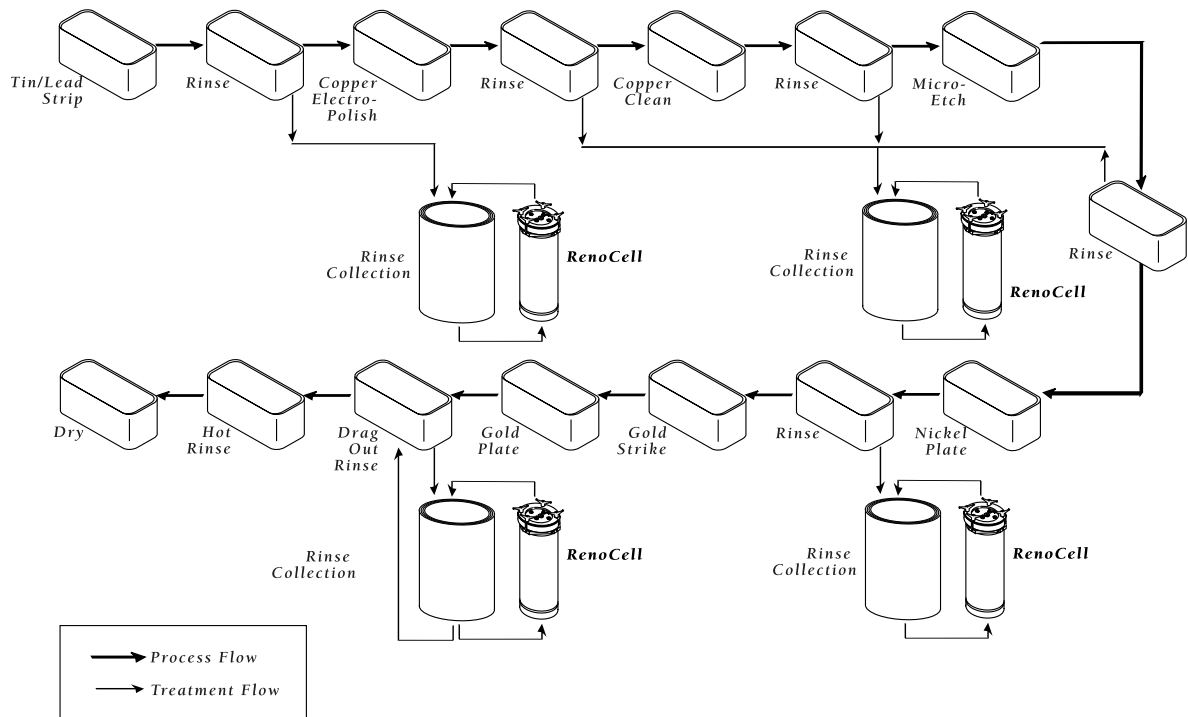 Tin/Lead
Strip
Rinse
Copper
Electro-
Polish
Rinse
Copper
Clean
Rinse
Micro-
Etch
Rinse
Collection
RenoCell
Rinse
Collection
RenoCell
Rinse
Dry
Hot
Rinse
Drag
Out
Rinse
Gold
Plate
Gold
Strike
Rinse
Nickel
Plate
Rinse
Collection
RenoCell
Rinse
Collection
RenoCell
Process Flow
Treatment Flow